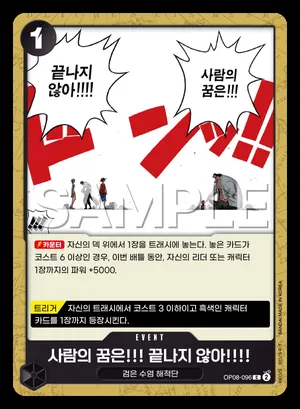 1
끝나지
않아!!!!
사람의
꿈은!!!
드
ン!!
SAMPLE
카운터 자신의 덱 위에서 1장을 트래시에 놓는다. 놓은 카드가
코스트 6 이상인 경우, 이번 배틀 동안, 자신의 리더 또는 캐릭터
1장까지의 파워 +5000.
트리거 자신의 트래시에서 코스트 3 이하이고 흑색인 캐릭터
카드를 1장까지 등장시킨다.
EVENT
사람의 꿈은!!! 끝나지 않아!!!!
검은 수염 해적단
OP08-096 C 2